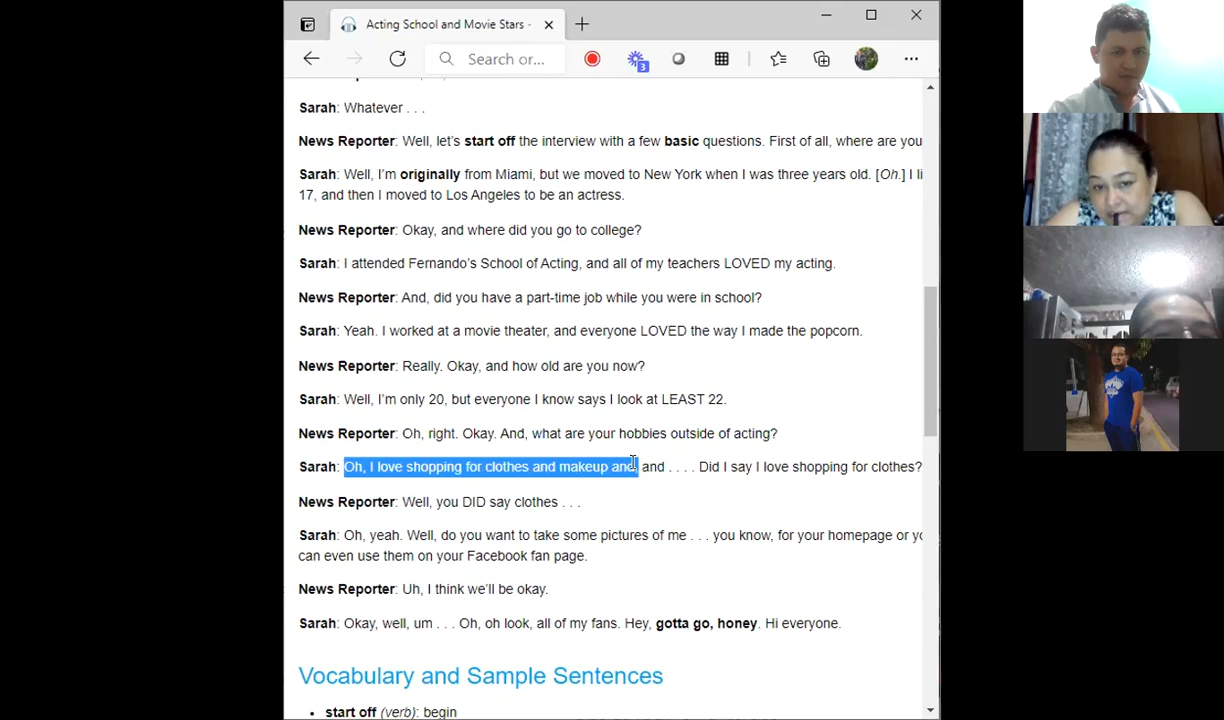 Acting School and Movie Stars -
Search or...
3
Sarah: Whatever . . .
News Reporter: Well, let's start off the interview with a few basic questions. First of all, where are you
Sarah: Well, I'm originally from Miami, but we moved to New York when I was three years old. [Oh.] I li
17, and then I moved to Los Angeles to be an actress.
News Reporter: Okay, and where did you go to college?
Sarah: I attended Fernando's School of Acting, and all of my teachers LOVED my acting.
News Reporter: And, did you have a part-time job while you were in school?
Sarah: Yeah. I worked at a movie theater, and everyone LOVED the way I made the popcorn.
News Reporter: Really. Okay, and how old are you now?
Sarah: Well, I'm only 20, but everyone I know says I look at LEAST 22.
News Reporter: Oh, right. Okay. And, what are your hobbies outside of acting?
Sarah: Oh, I love shopping for clothes and makeup and, and . . . . Did I say I love shopping for clothes?
News Reporter: Well, you DID say clothes . . .
Sarah: Oh, yeah. Well, do you want to take some pictures of me . . . you know, for your homepage or yo
can even use them on your Facebook fan page.
News Reporter: Uh, I think we'll be okay.
Sarah: Okay, well, um . . . Oh, oh look, all of my fans. Hey, gotta go, honey. Hi everyone.
Vocabulary and Sample Sentences
start off (verb): begin